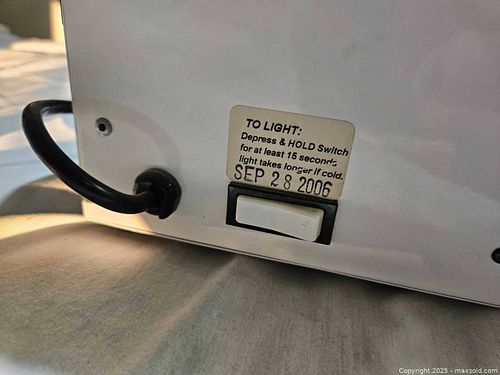 TO LIGHT:
Depress & HOLD Switch
for at least 15 seconds,
light takes longer if cold.
SEP 28 2006
Copyright 2025 - maxsold.com